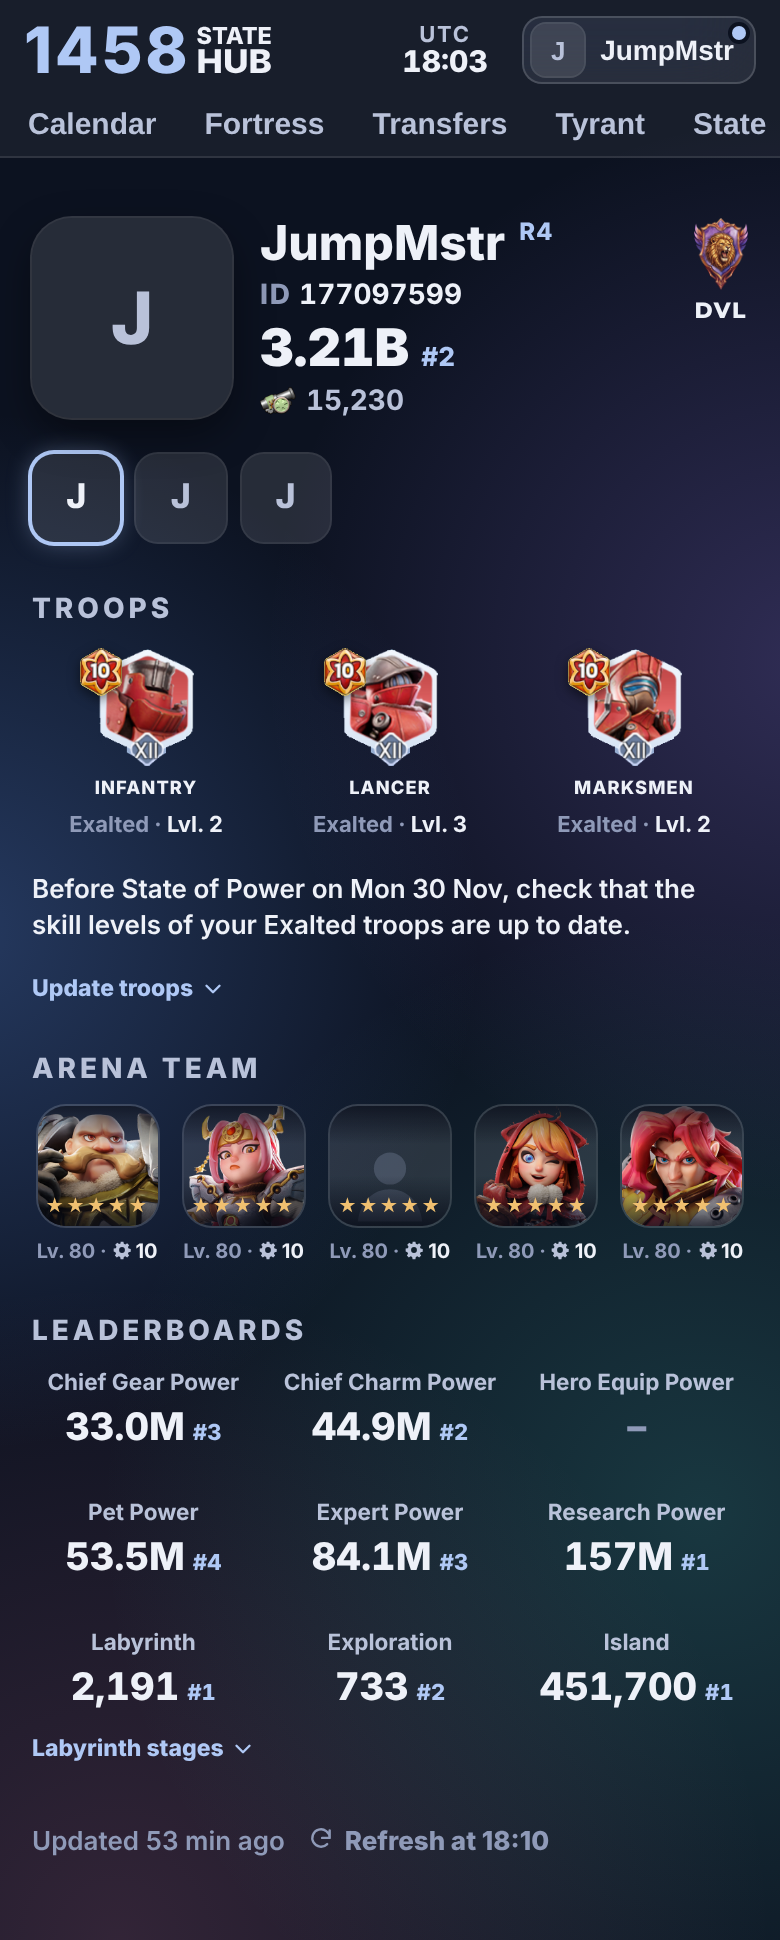 1458 STATE HUB
UTC
18:03
J JumpMstr
Calendar Fortress Transfers Tyrant State
J
JumpMstr R4
ID 177097599
3.21B #2
15,230
DVL
J J J
TROOPS
10 10 10
XII XII XII
INFANTRY LANCER MARKSMEN
Exalted · Lvl. 2 Exalted · Lvl. 3 Exalted · Lvl. 2
Before State of Power on Mon 30 Nov, check that the
skill levels of your Exalted troops are up to date.
Update troops
ARENA TEAM
Lv. 80 · 10 Lv. 80 · 10 Lv. 80 · 10 Lv. 80 · 10 Lv. 80 · 10
LEADERBOARDS
Chief Gear Power Chief Charm Power Hero Equip Power
33.0M #3 44.9M #2 –
Pet Power Expert Power Research Power
53.5M #4 84.1M #3 157M #1
Labyrinth Exploration Island
2,191 #1 733 #2 451,700 #1
Labyrinth stages
Updated 53 min ago Refresh at 18:10